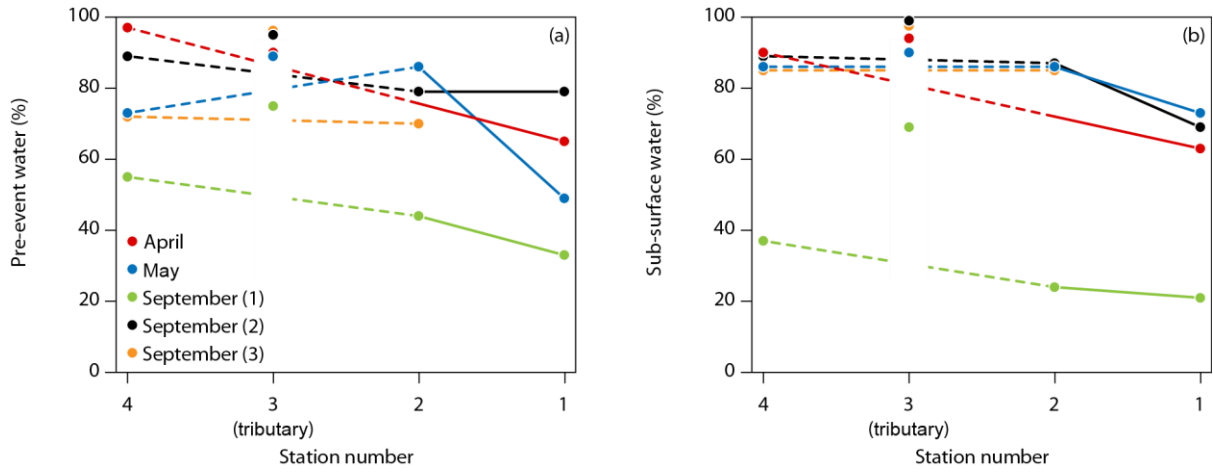 Pre-event water (%)
100
80
60
40
20
0
(a)
April
May
September (1)
September (2)
September (3)
4
3
2
1
(tributary)
Station number
Sub-surface water (%)
100
80
60
40
20
0
(b)
4
3
2
1
(tributary)
Station number